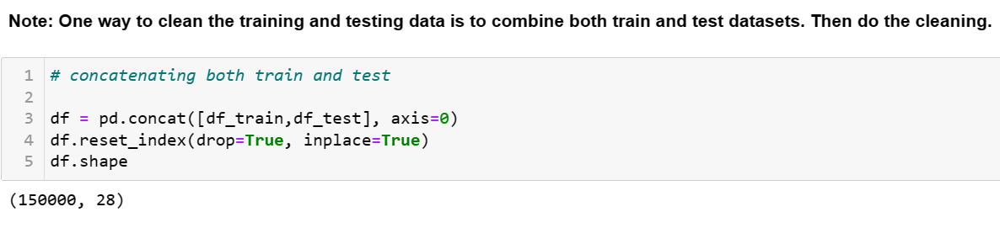 Note: One way to clean the training and testing data is to combine both train and test datasets. Then do the cleaning.
1 # concatenating both train and test
2
3 df = pd.concat([df_train,df_test], axis=0)
4 df.reset_index(drop=True, inplace=True)
5 df.shape
(150000, 28)